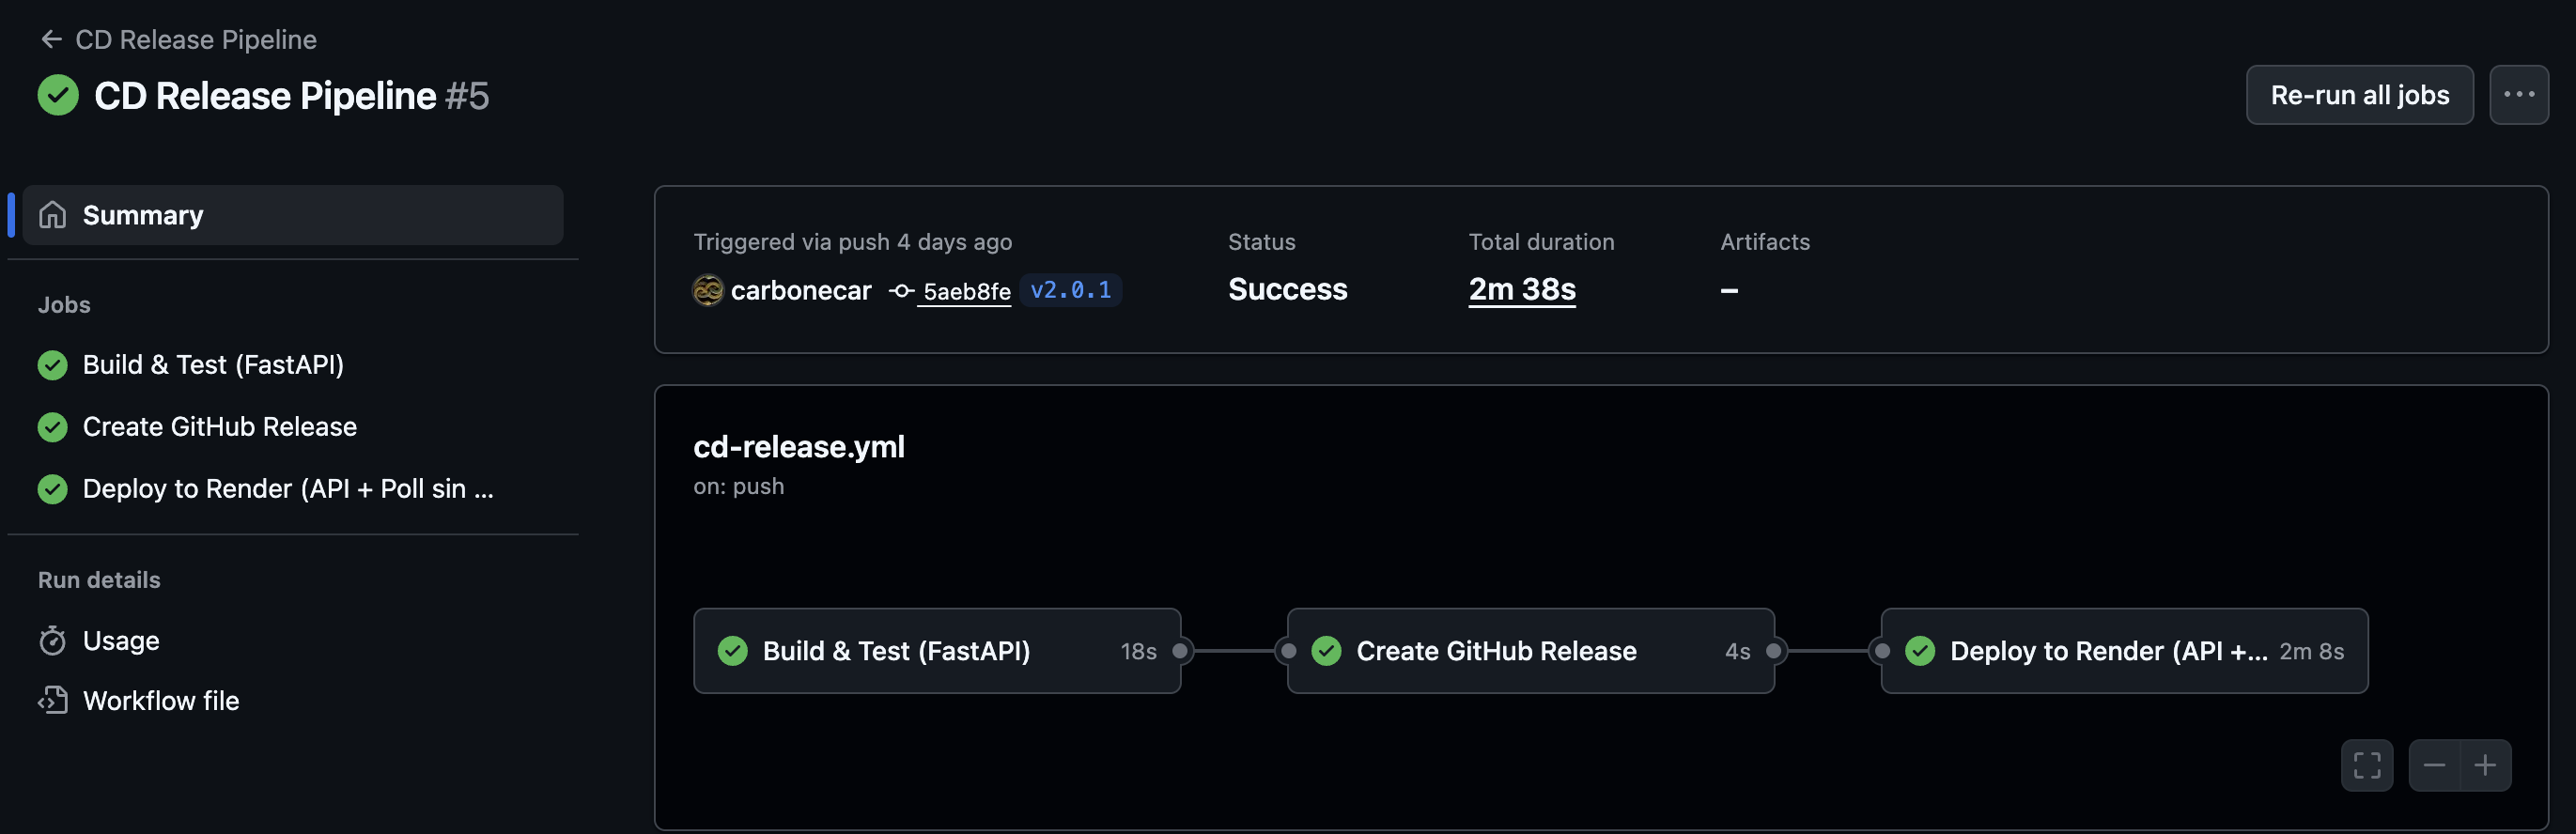 CD Release Pipeline
CD Release Pipeline #5
Re-run all jobs
Summary
Jobs
Build & Test (FastAPI)
Create GitHub Release
Deploy to Render (API + Poll sin ...
Run details
Usage
Workflow file
Triggered via push 4 days ago
carbonecar 5aeb8fe v2.0.1
Status
Success
Total duration
2m 38s
Artifacts
–
cd-release.yml
on: push
Build & Test (FastAPI) 18s
Create GitHub Release 4s
Deploy to Render (API +... 2m 8s